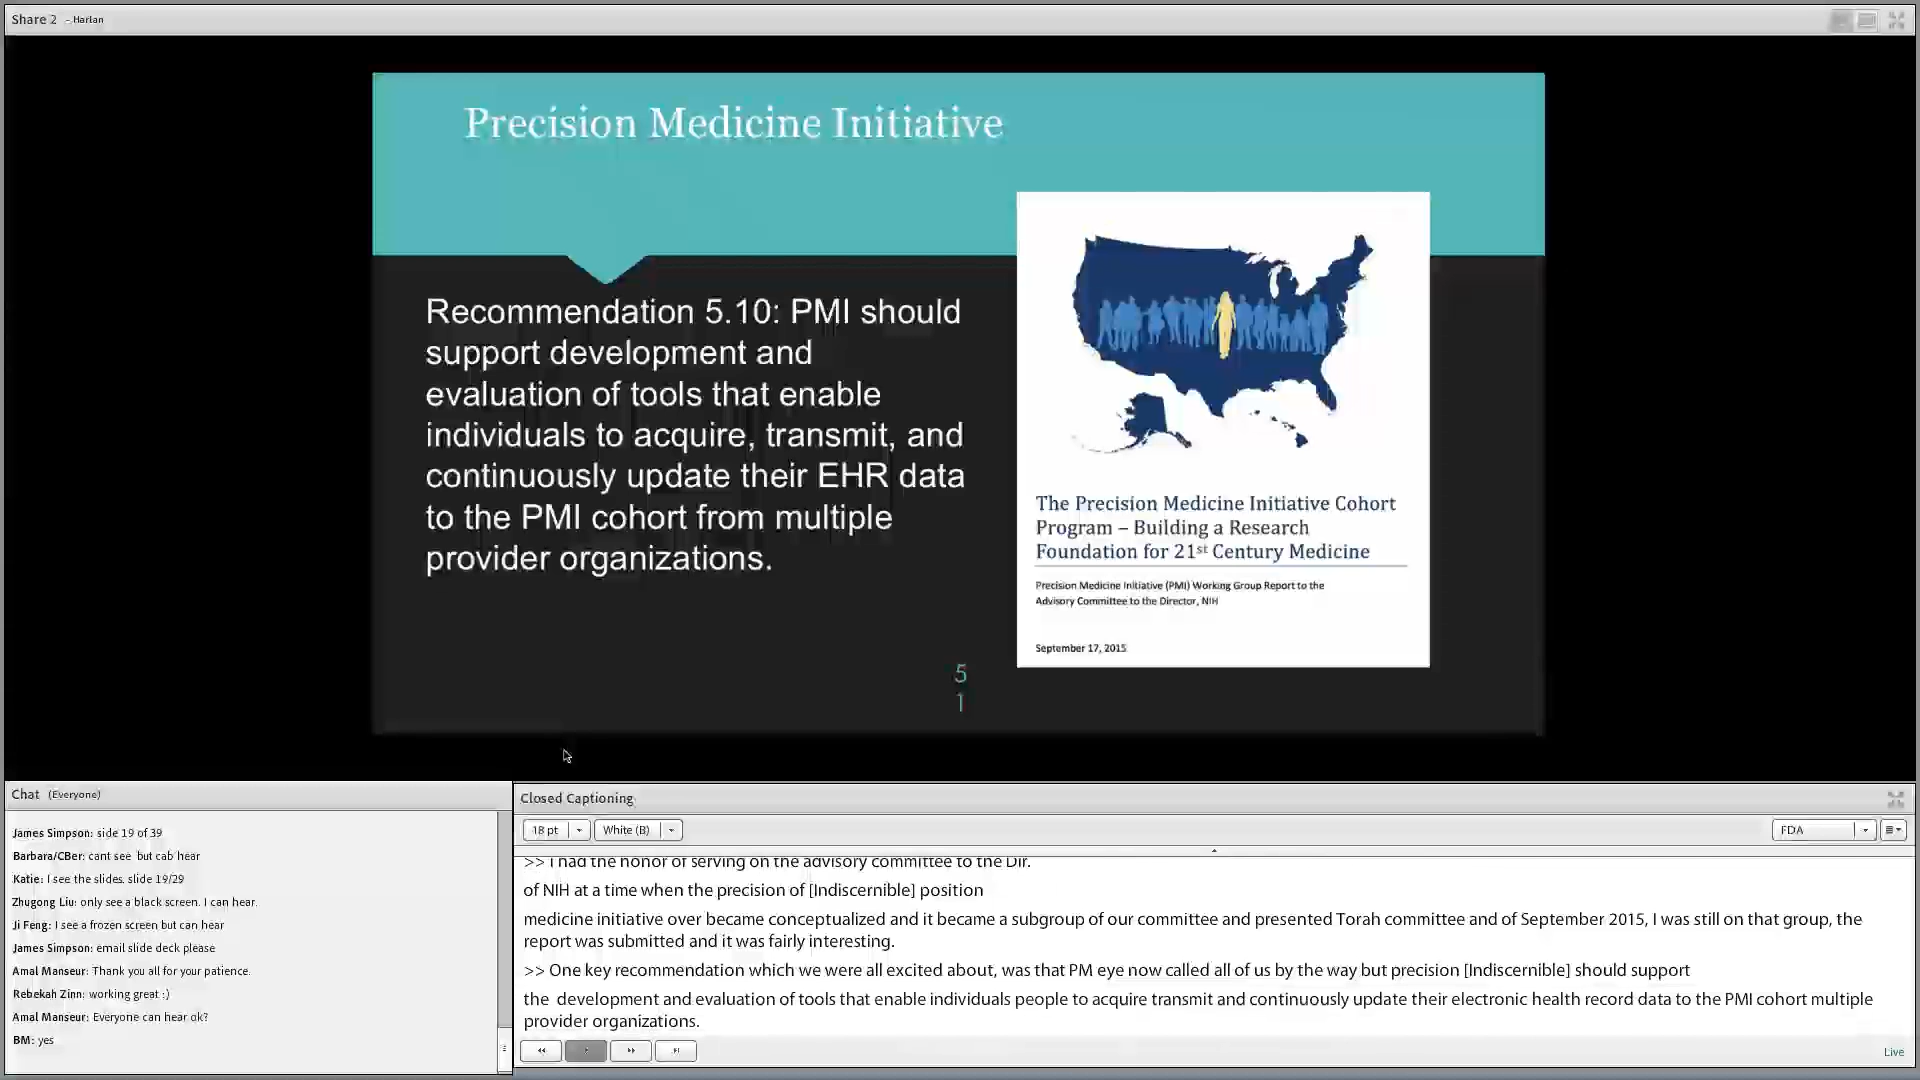 Share 2 - Harlan
Precision Medicine Initiative
Recommendation 5.10: PMI should
support development and
evaluation of tools that enable
individuals to acquire, transmit, and
continuously update their EHR data
to the PMI cohort from multiple
provider organizations.
The Precision Medicine Initiative Cohort
Program – Building a Research
Foundation for 21st Century Medicine
Precision Medicine Initiative (PMI) Working Group Report to the
Advisory Committee to the Director, NIH
September 17, 2015
5
1
Chat (Everyone)
James Simpson: side 19 of 39
Barbara/CBer: cant see but cab hear
Katie: I see the slides. slide 19/29
Zhugong Liu: only see a black screen. I can hear.
Ji Feng: I see a frozen screen but can hear
James Simpson: email slide deck please
Amal Manseur: Thank you all for your patience.
Rebekah Zinn: working great :)
Amal Manseur: Everyone can hear ok?
BM: yes
Closed Captioning
18 pt White (B) FDA
>> I had the honor of serving on the advisory committee to the Dir.
of NIH at a time when the precision of [Indiscernible] position
medicine initiative over became conceptualized and it became a subgroup of our committee and presented Torah committee and of September 2015, I was still on that group, the
report was submitted and it was fairly interesting.
>> One key recommendation which we were all excited about, was that PM eye now called all of us by the way but precision [Indiscernible] should support
the development and evaluation of tools that enable individuals people to acquire transmit and continuously update their electronic health record data to the PMI cohort multiple
provider organizations.
Live